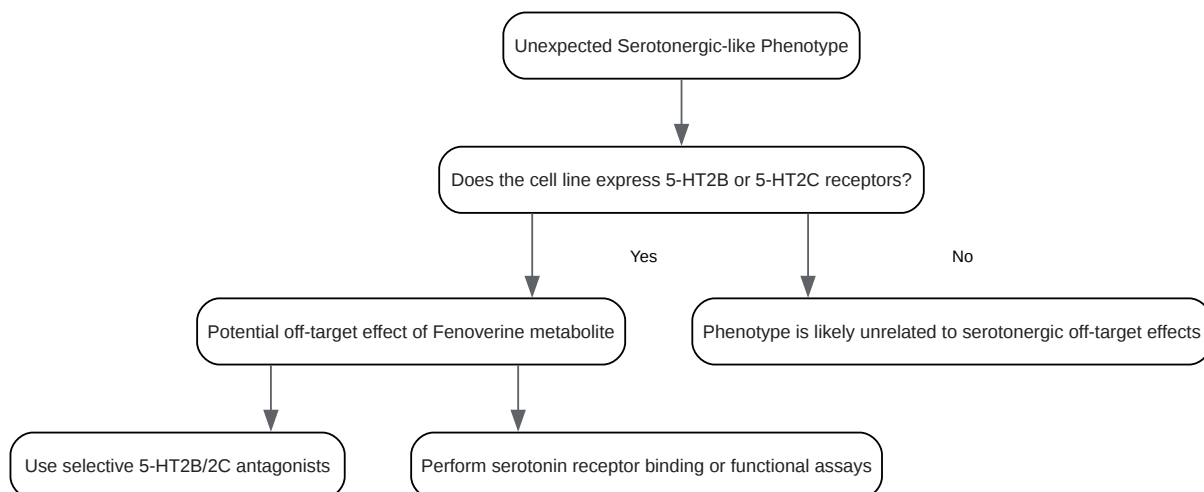 Unexpected Serotonergic-like Phenotype
Does the cell line express 5-HT2B or 5-HT2C receptors?
Yes
No
Potential off-target effect of Fenoverine metabolite
Phenotype is likely unrelated to serotonergic off-target effects
Use selective 5-HT2B/2C antagonists
Perform serotonin receptor binding or functional assays